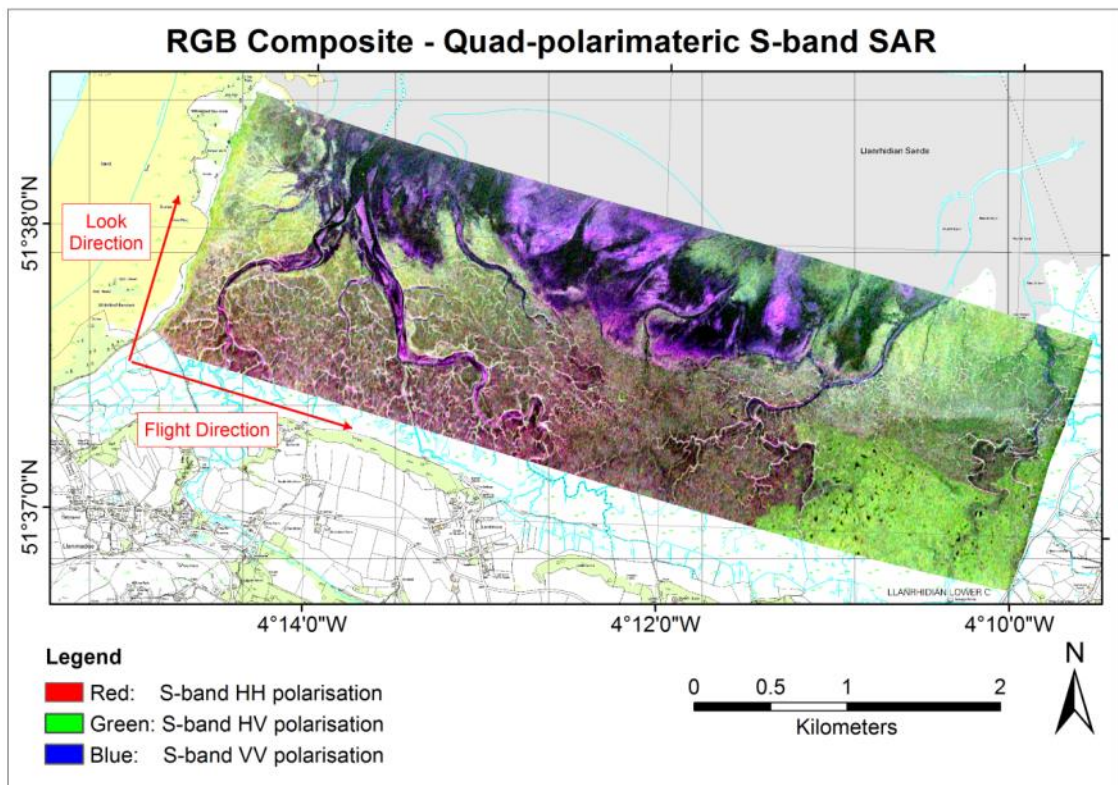 RGB Composite - Quad-polarimateric S-band SAR
51°38'0"N
51°37'0"N
Llanrhidian Sands
Look
Direction
Flight Direction
LLANRHIDIAN LOWER C
4°14'0"W
4°12'0"W
4°10'0"W
Legend
Red: S-band HH polarisation
Green: S-band HV polarisation
Blue: S-band VV polarisation
0 0.5 1 2
Kilometers
N